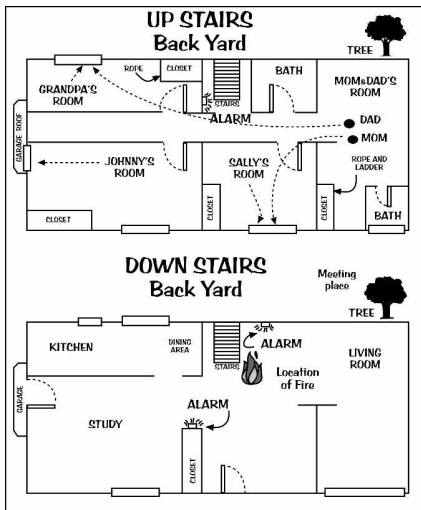 UP STAIRS
Back Yard
TREE
ROPE
CLOSET
BATH
MOM&DAD'S
ROOM
GRANDPA'S
ROOM
STAIRS
ALARM
DAD
MOM
GARAGE ROOF
JOHNNY'S
ROOM
SALLY'S
ROOM
ROPE AND
LADDER
CLOSET
CLOSET
CLOSET
BATH
DOWN STAIRS
Back Yard
Meeting
place
TREE
KITCHEN
DINING
AREA
STAIRS
ALARM
LIVING
ROOM
Location
of Fire
GARAGE
STUDY
ALARM
CLOSET